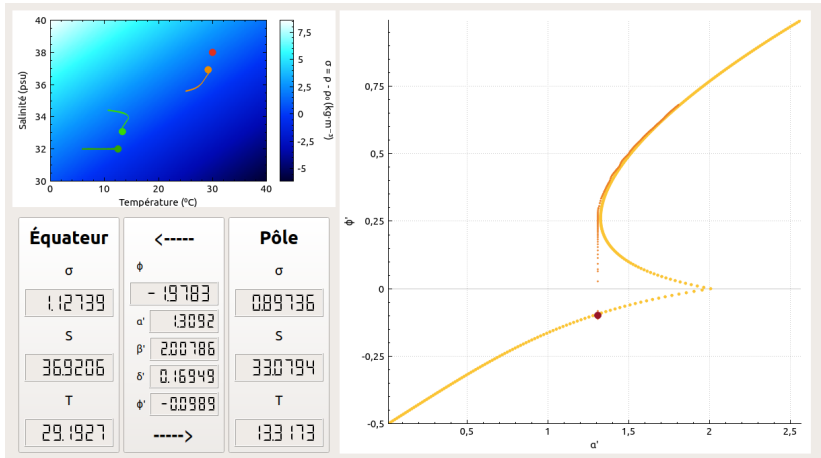 40
38
36
34
32
30
Salinité (psu)
0
10
20
30
40
Température (ºC)
7,5
5
2,5
0
-2,5
-5
σ = ρ - ρ₀ (kg·m⁻³)
Équateur
σ
1.12739
S
36.9206
T
29.1927
<-----
ϕ
- 1.9783
α' 1.3092
β' 2.00786
δ' 0.16949
ϕ' -0.0989
----->
Pôle
σ
0.89736
S
33.0794
T
13.3173
0,75
0,5
0,25
0
-0,25
-0,5
ϕ'
0,5
1
1,5
2
2,5
α'